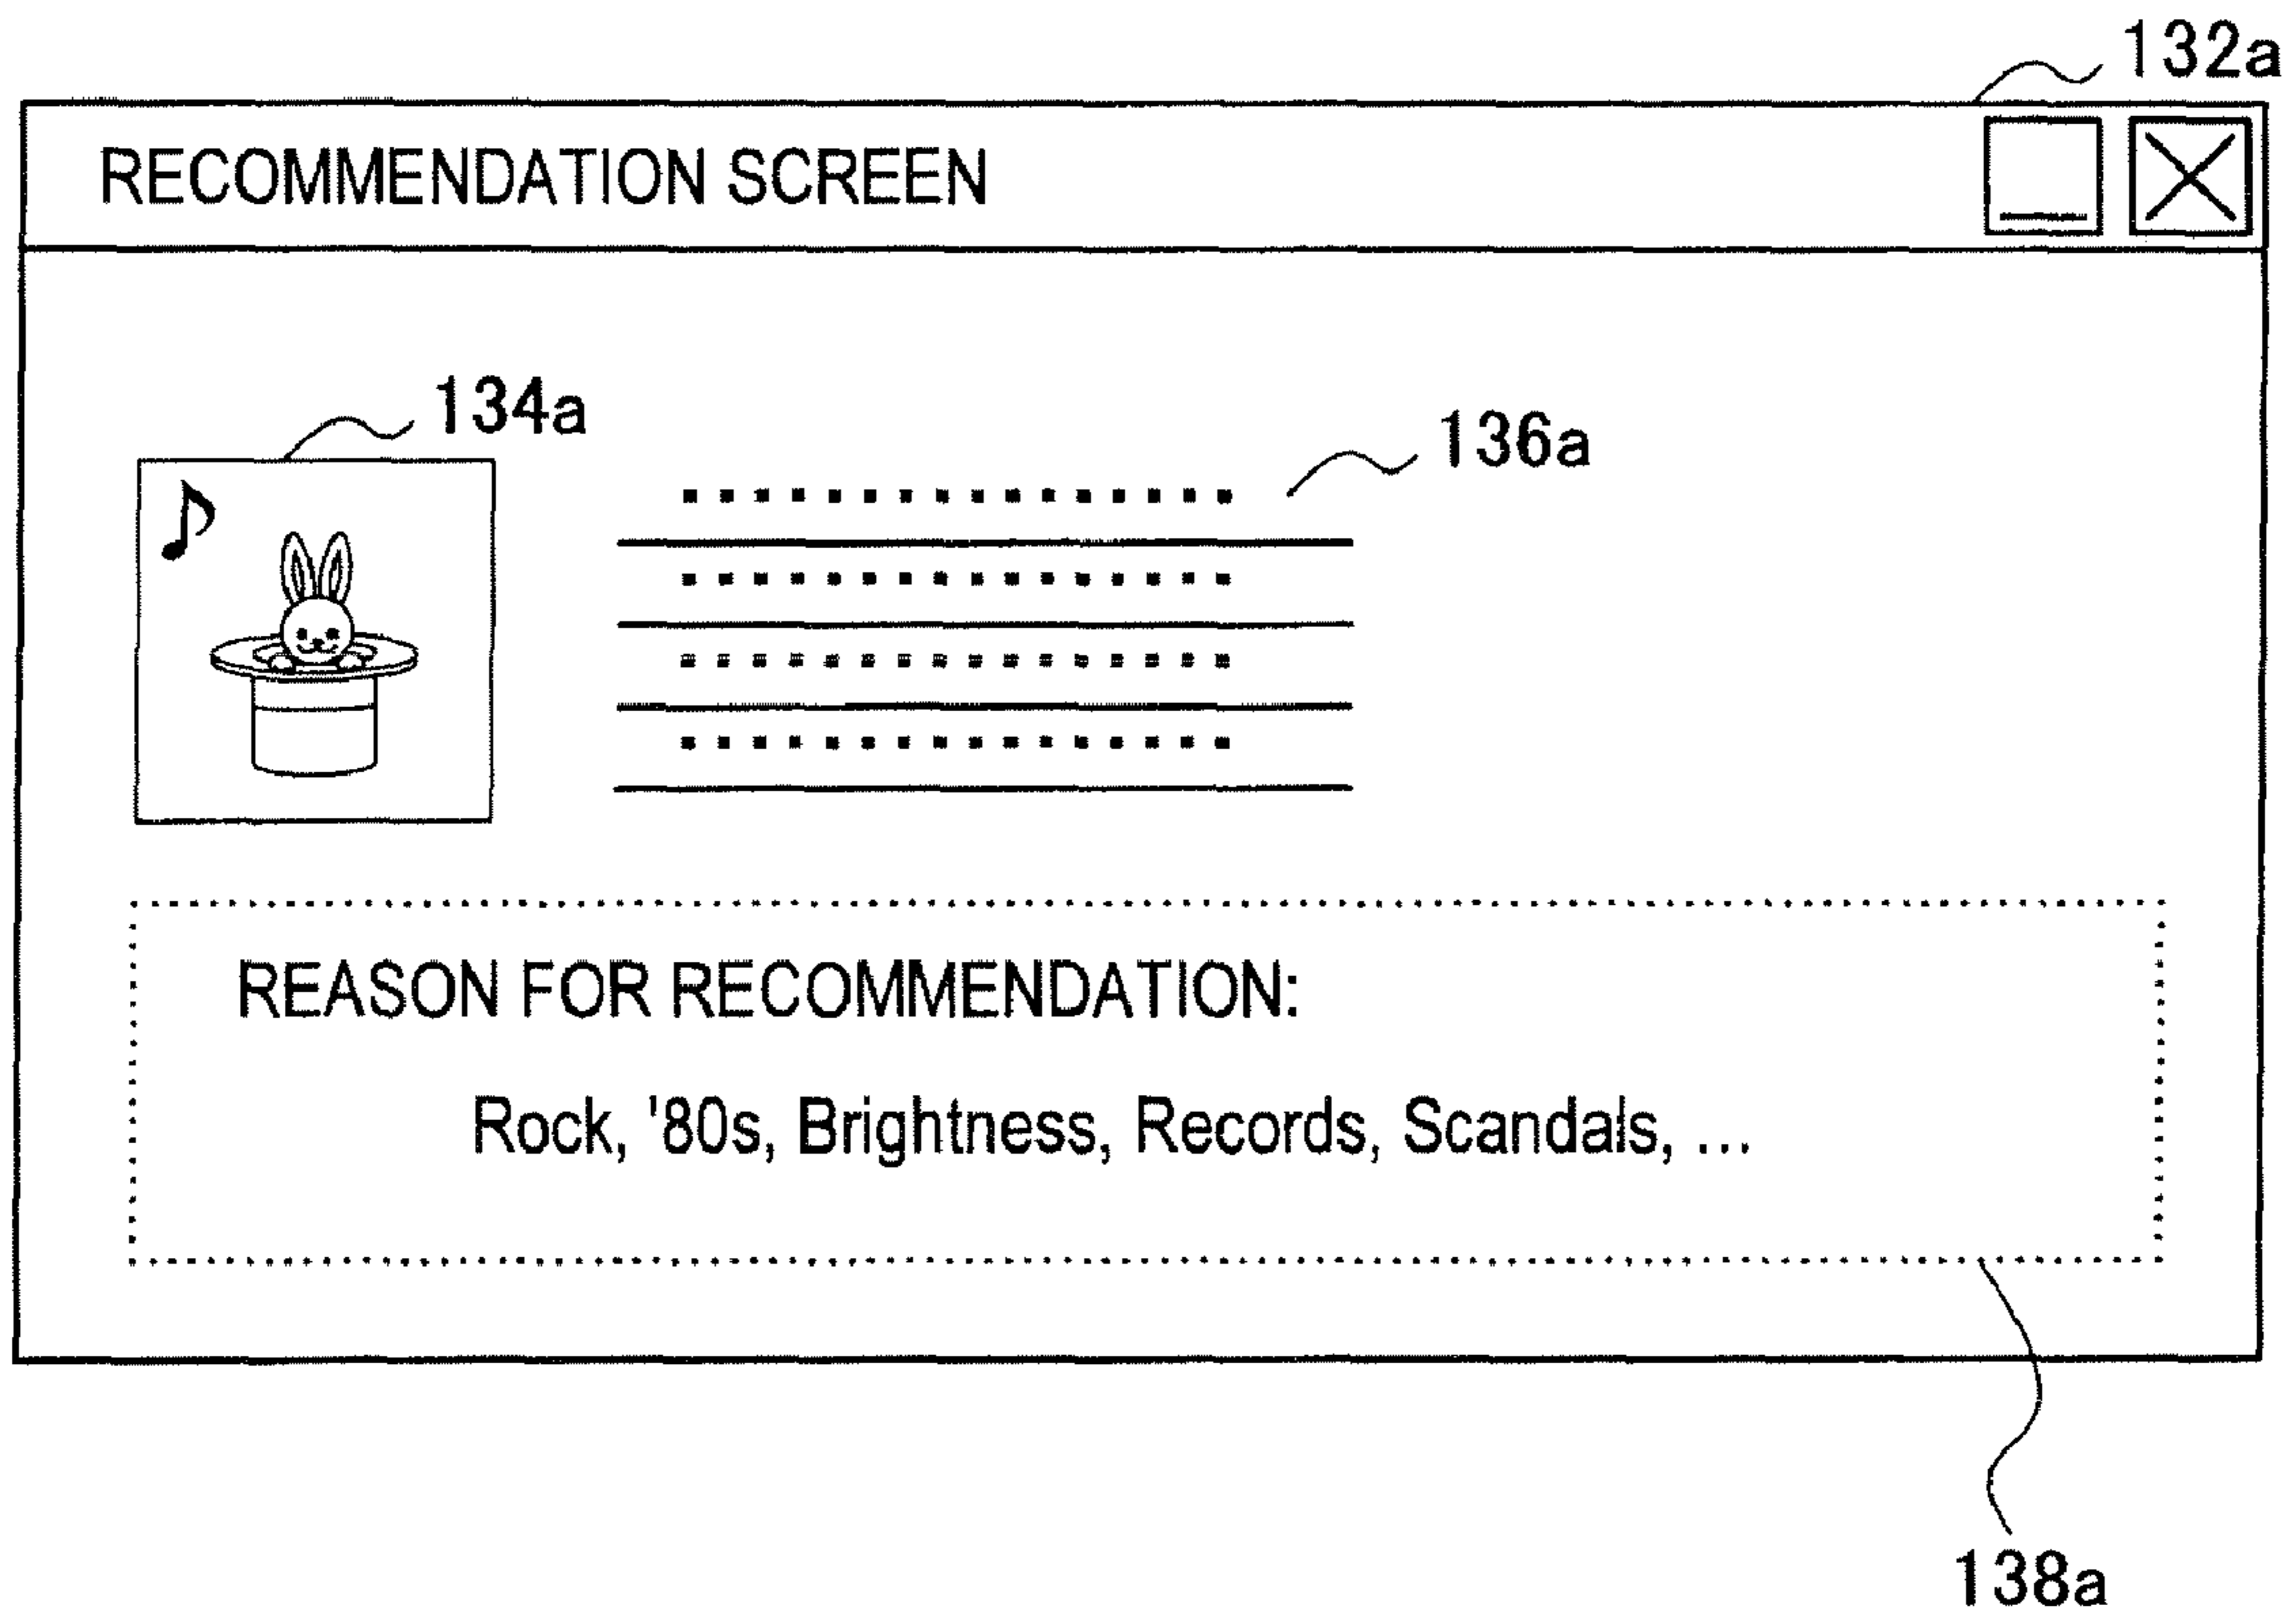 132a
RECOMMENDATION SCREEN
134a
136a
REASON FOR RECOMMENDATION:
Rock, '80s, Brightness, Records, Scandals, ...
138a